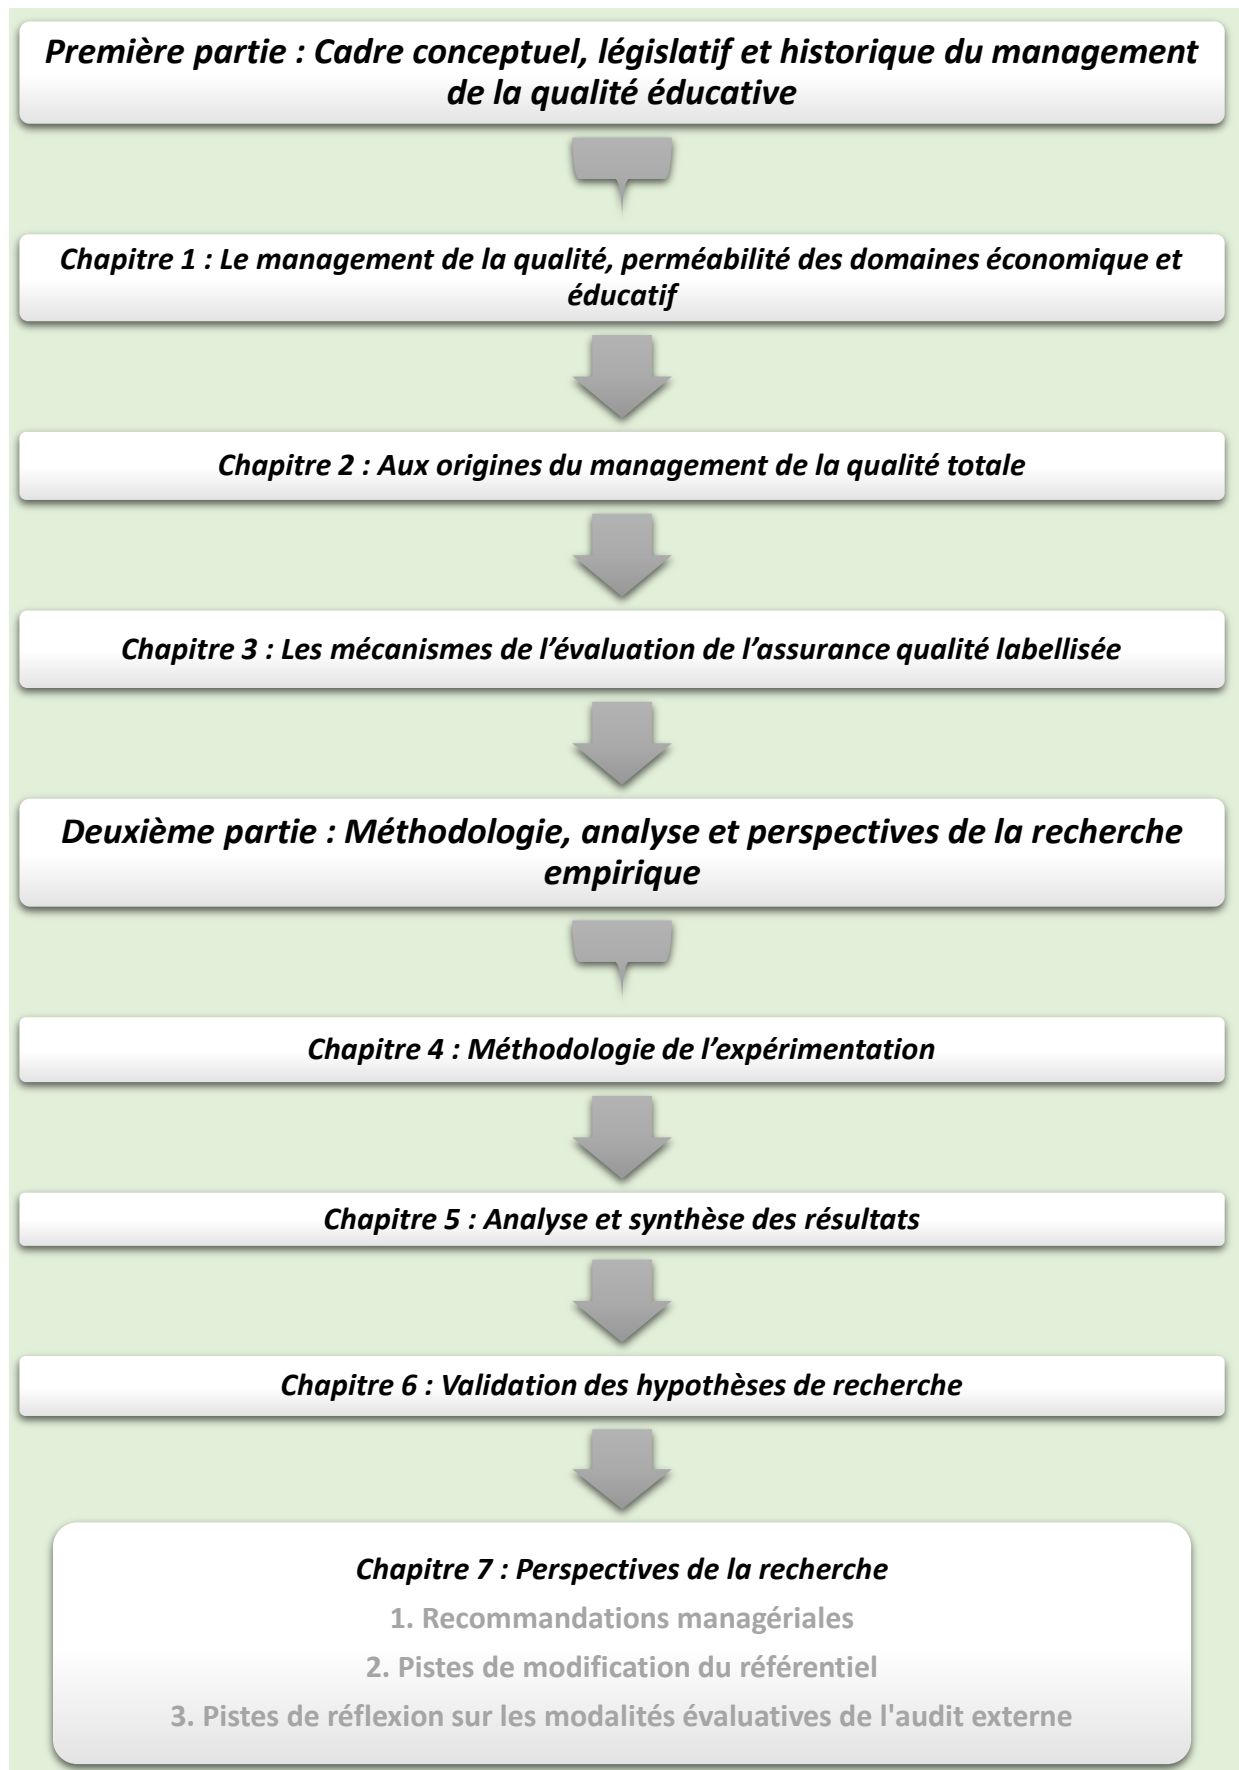 Première partie : Cadre conceptuel, législatif et historique du management
de la qualité éducative
Chapitre 1 : Le management de la qualité, perméabilité des domaines économique et
éducatif
Chapitre 2 : Aux origines du management de la qualité totale
Chapitre 3 : Les mécanismes de l’évaluation de l’assurance qualité labellisée
Deuxième partie : Méthodologie, analyse et perspectives de la recherche
empirique
Chapitre 4 : Méthodologie de l’expérimentation
Chapitre 5 : Analyse et synthèse des résultats
Chapitre 6 : Validation des hypothèses de recherche
Chapitre 7 : Perspectives de la recherche
1. Recommandations managériales
2. Pistes de modification du référentiel
3. Pistes de réflexion sur les modalités évaluatives de l'audit externe